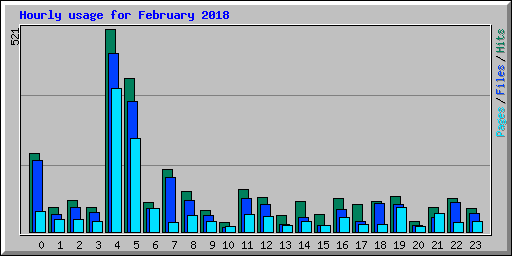 Hourly usage for February 2018
521
Pages/Files/Hits
0 1 2 3 4 5 6 7 8 9 10 11 12 13 14 15 16 17 18 19 20 21 22 23